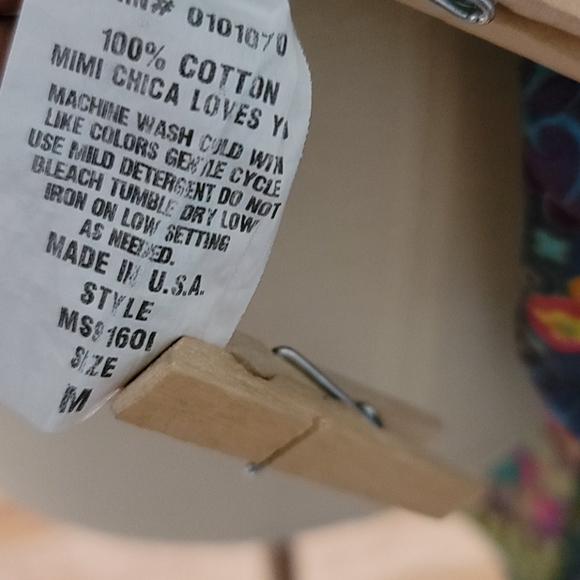 RN# 0101070
100% COTTON
MIMI CHICA LOVES
MACHINE WASH COLD WITH
LIKE COLORS GENTLE CYCLE
USE MILD DETERGENT DO NOT
BLEACH TUMBLE DRY LOW
IRON ON LOW SETTING
AS NEEDED.
MADE IN U.S.A.
STYLE
MS91601
SIZE
M